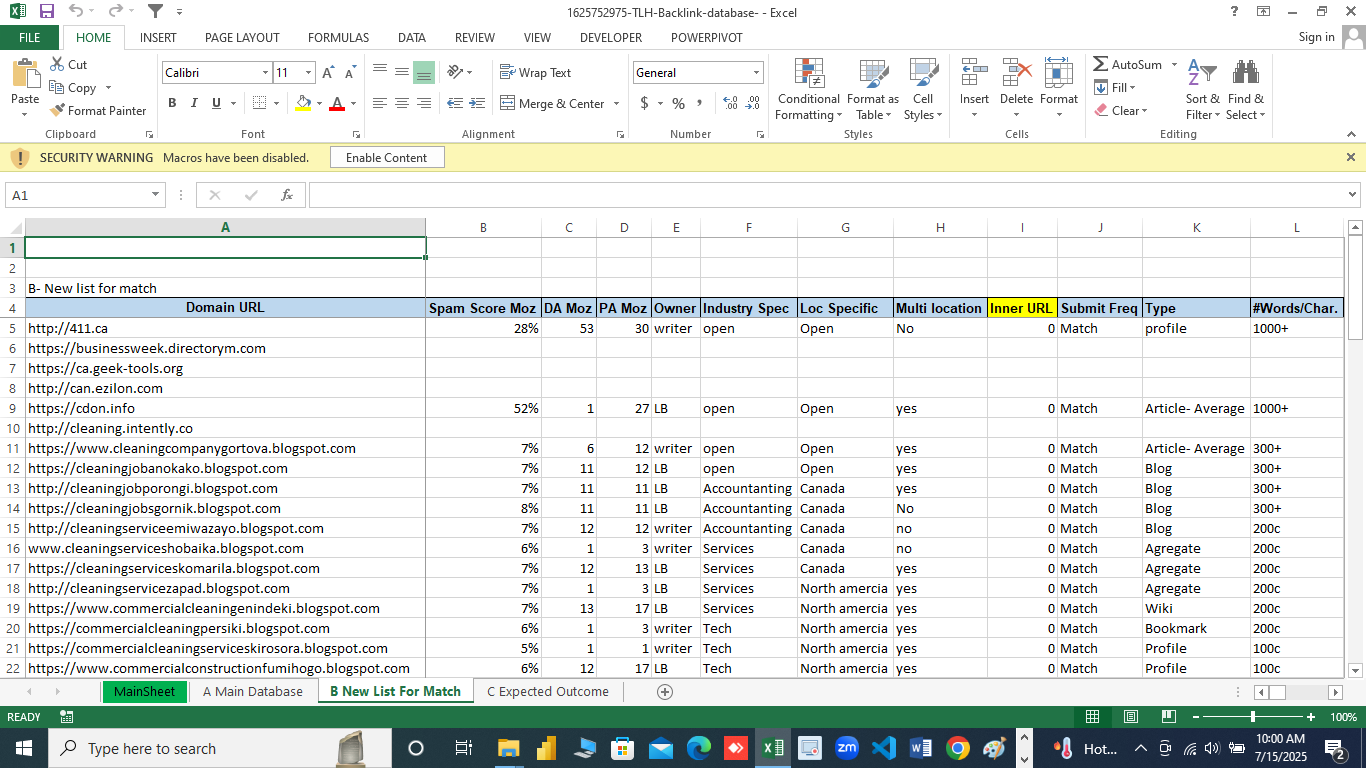 1625752975-TLH-Backlink-database- - Excel
FILE HOME INSERT PAGE LAYOUT FORMULAS DATA REVIEW VIEW DEVELOPER POWERPIVOT Sign in
Paste Cut Copy Format Painter Clipboard
Calibri 11 B I U A Font
Wrap Text Merge & Center Alignment
General $ % , Number
Conditional Formatting Format as Table Cell Styles Styles
Insert Delete Format Cells
AutoSum Fill Clear Sort & Filter Find & Select Editing
SECURITY WARNING Macros have been disabled. Enable Content
A1 fx
A B C D E F G H I J K L
1
2
3 B- New list for match
4 Domain URL Spam Score Moz DA Moz PA Moz Owner Industry Spec Loc Specific Multi location Inner URL Submit Freq Type #Words/Char.
5 http://411.ca 28% 53 30 writer open Open No 0 Match profile 1000+
6 https://businessweek.directorym.com
7 https://ca.geek-tools.org
8 http://can.ezilon.com
9 https://cdon.info 52% 1 27 LB open Open yes 0 Match Article- Average 1000+
10 http://cleaning.intently.co
11 https://www.cleaningcompanygortova.blogspot.com 7% 6 12 writer open Open yes 0 Match Article- Average 300+
12 https://cleaningjobanokako.blogspot.com 7% 11 12 LB open Open yes 0 Match Blog 300+
13 http://cleaningjobporongi.blogspot.com 7% 11 11 LB Accountanting Canada yes 0 Match Blog 300+
14 https://cleaningjobsgornik.blogspot.com 8% 11 11 LB Accountanting Canada No 0 Match Blog 300+
15 http://cleaningserviceemiwazayo.blogspot.com 7% 12 12 writer Accountanting Canada no 0 Match Blog 200c
16 www.cleaningserviceshobaika.blogspot.com 6% 1 3 writer Services Canada no 0 Match Agregate 200c
17 https://cleaningserviceskomarila.blogspot.com 7% 12 13 LB Services Canada yes 0 Match Agregate 200c
18 http://cleaningservicezapad.blogspot.com 7% 1 3 LB Services North amercia yes 0 Match Agregate 200c
19 https://www.commercialcleaningenindeki.blogspot.com 7% 13 17 LB Services North amercia yes 0 Match Wiki 200c
20 https://commercialcleaningpersiki.blogspot.com 6% 1 3 writer Tech North amercia yes 0 Match Bookmark 200c
21 https://commercialcleaningserviceskirosora.blogspot.com 5% 1 1 writer Tech North amercia yes 0 Match Profile 100c
22 https://www.commercialconstructionfumihogo.blogspot.com 6% 12 17 LB Tech North amercia yes 0 Match Profile 100c
MainSheet A Main Database B New List For Match C Expected Outcome
READY 100%
Type here to search zm Hot... 10:00 AM
7/15/2025 2